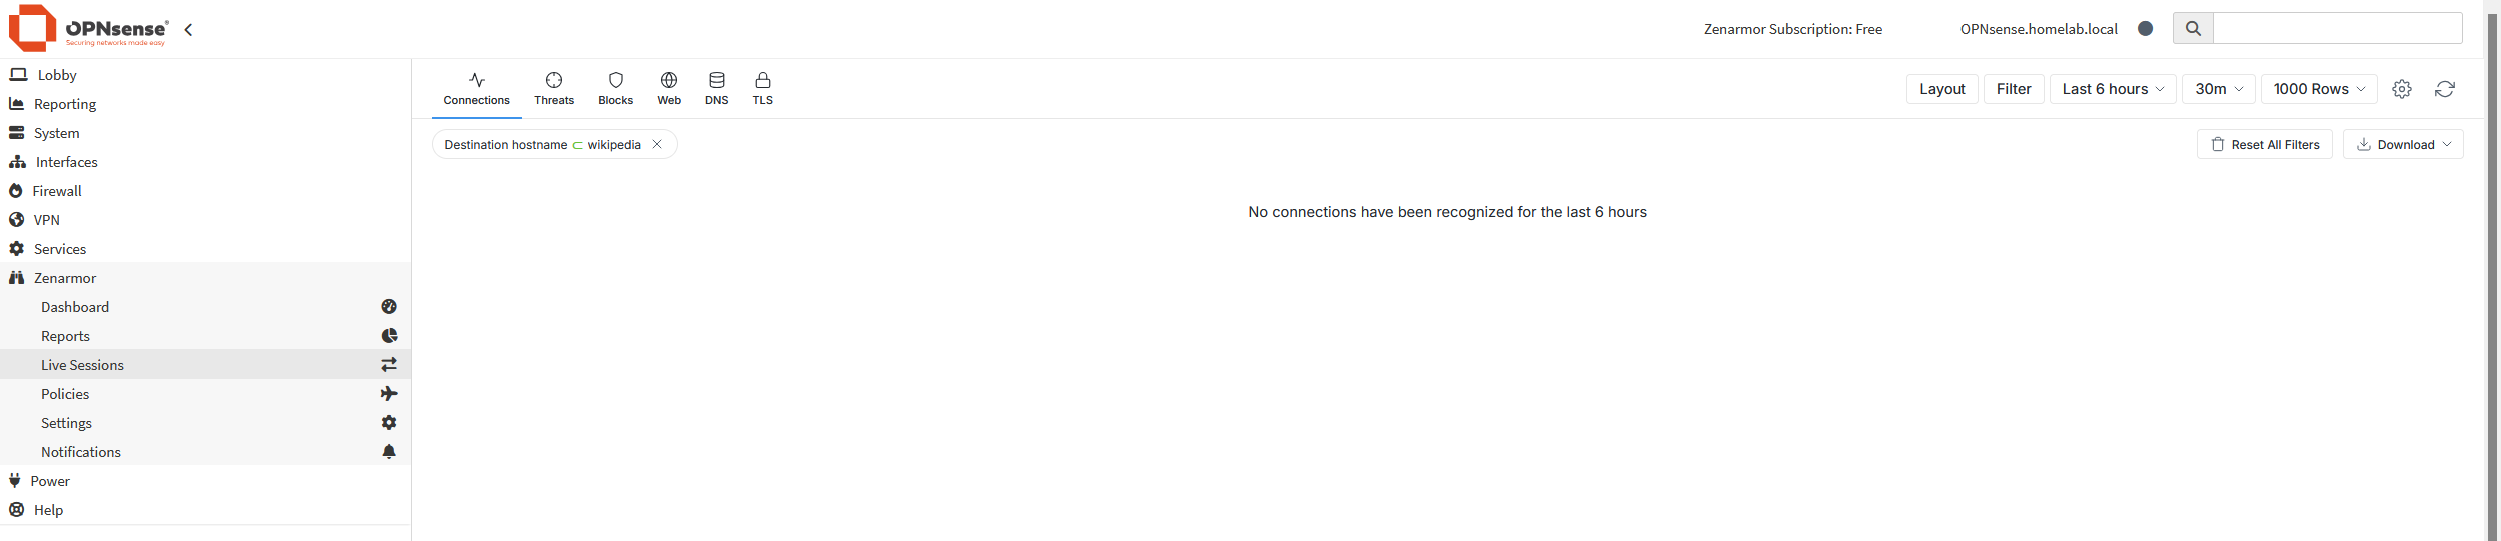 OPNsense®
Securing networks made easy
Zenarmor Subscription: Free
OPNsense.homelab.local
Lobby
Reporting
System
Interfaces
Firewall
VPN
Services
Zenarmor
Dashboard
Reports
Live Sessions
Policies
Settings
Notifications
Power
Help
Connections
Threats
Blocks
Web
DNS
TLS
Layout
Filter
Last 6 hours
30m
1000 Rows
Destination hostname ⊂ wikipedia
Reset All Filters
Download
No connections have been recognized for the last 6 hours